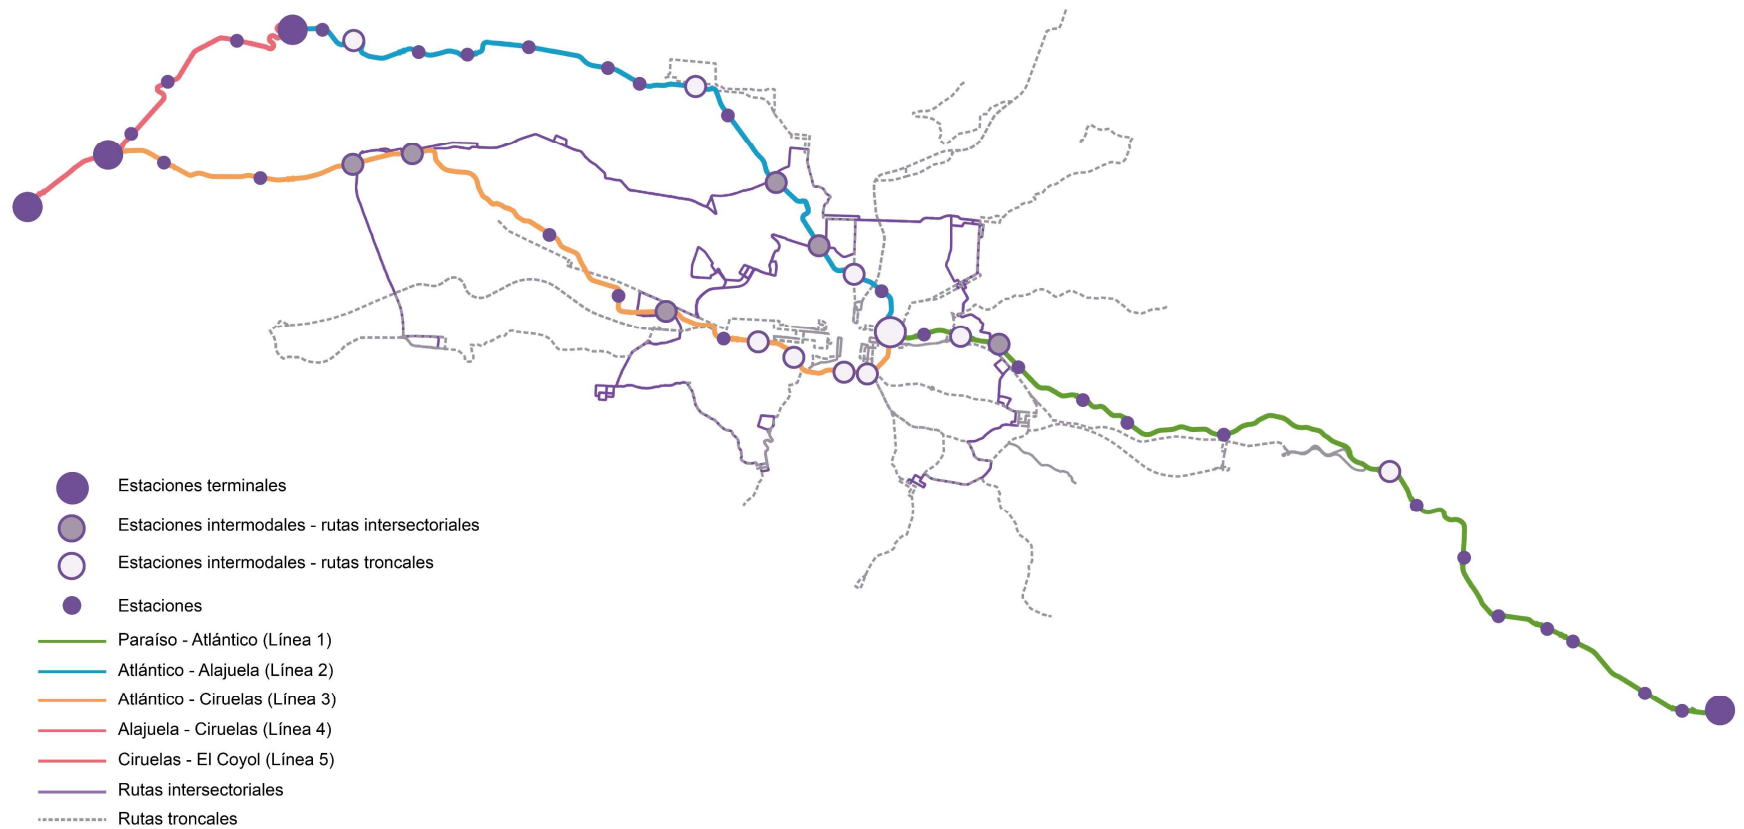 Estaciones terminales
Estaciones intermodales - rutas intersectoriales
Estaciones intermodales - rutas troncales
Estaciones
Paraíso - Atlántico (Línea 1)
Atlántico - Alajuela (Línea 2)
Atlántico - Ciruelas (Línea 3)
Alajuela - Ciruelas (Línea 4)
Ciruelas - El Coyol (Línea 5)
Rutas intersectoriales
Rutas troncales